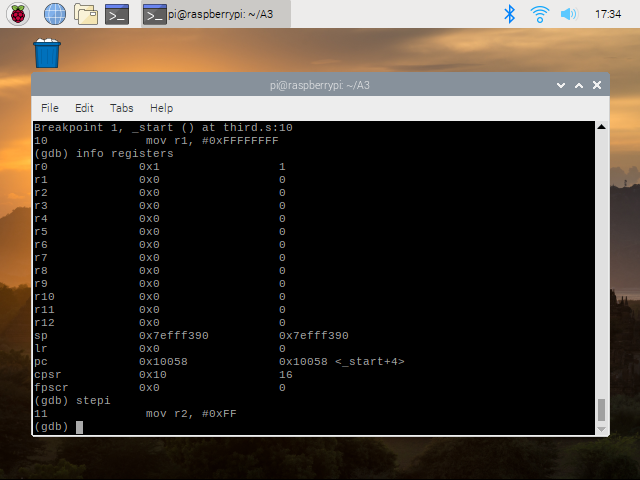 pi@raspberrypi: ~/A3
17:34
pi@raspberrypi: ~/A3
File Edit Tabs Help
Breakpoint 1, _start () at third.s:10
10 mov r1, #0xFFFFFFFF
(gdb) info registers
r0 0x1 1
r1 0x0 0
r2 0x0 0
r3 0x0 0
r4 0x0 0
r5 0x0 0
r6 0x0 0
r7 0x0 0
r8 0x0 0
r9 0x0 0
r10 0x0 0
r11 0x0 0
r12 0x0 0
sp 0x7efff390 0x7efff390
lr 0x0 0
pc 0x10058 0x10058 <_start+4>
cpsr 0x10 16
fpscr 0x0 0
(gdb) stepi
11 mov r2, #0xFF
(gdb)